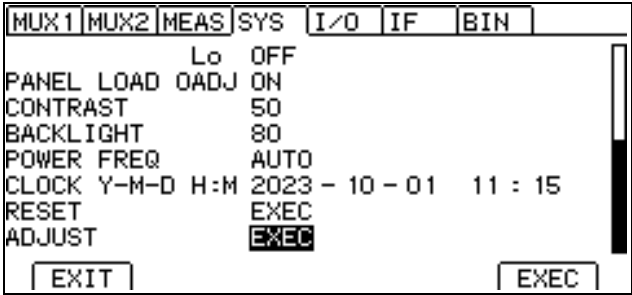 MUX1 MUX2 MEAS SYS I/O IF BIN
Lo OFF
PANEL LOAD 0ADJ ON
CONTRAST 50
BACKLIGHT 80
POWER FREQ AUTO
CLOCK Y-M-D H:M 2023 - 10 - 01 11 : 15
RESET EXEC
ADJUST EXEC
EXIT EXEC